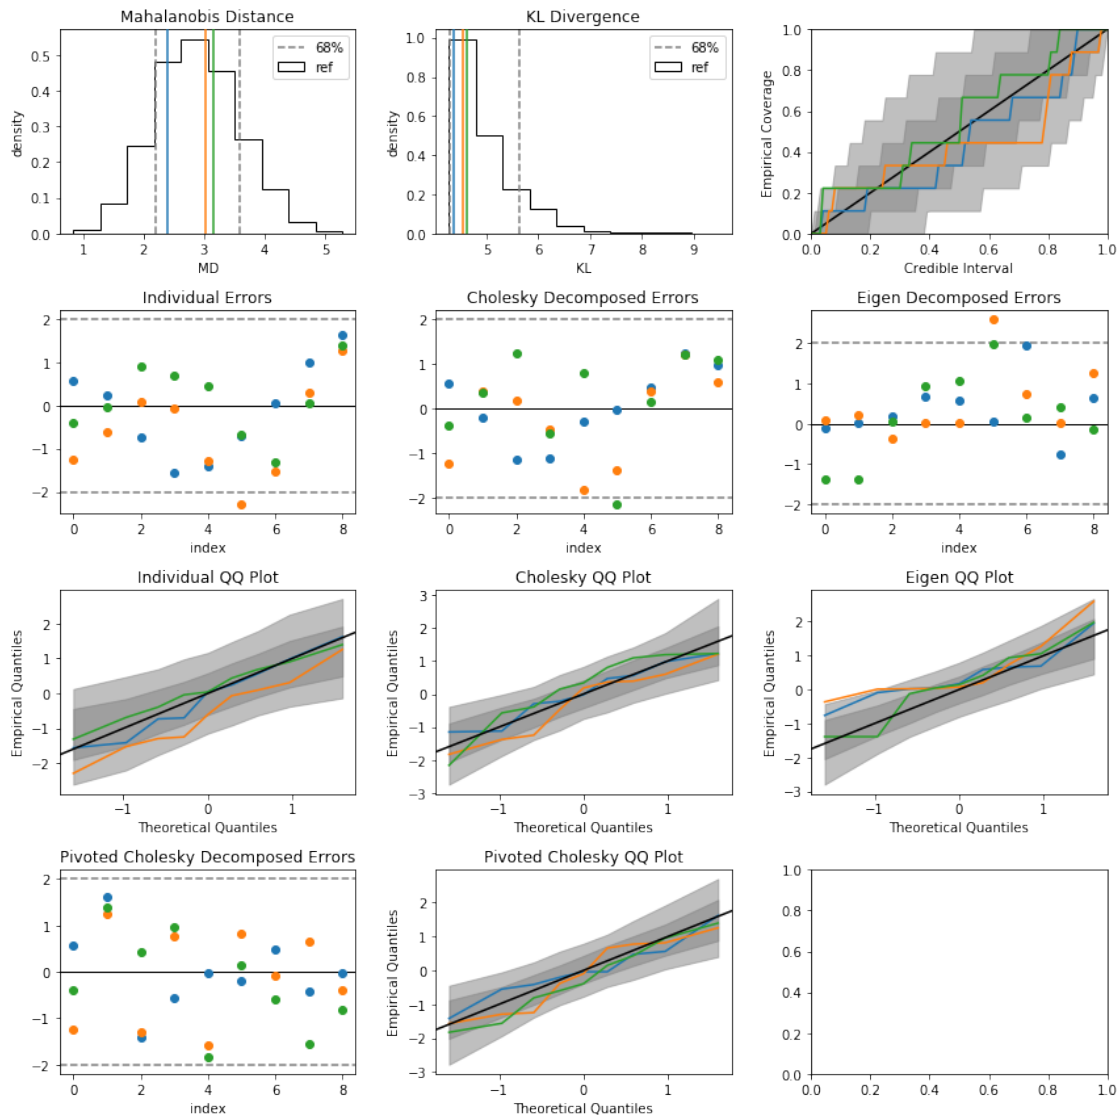 Mahalanobis Distance
density
0.5
0.4
0.3
0.2
0.1
0.0
68%
ref
1 2 3 4 5
MD
KL Divergence
density
1.0
0.8
0.6
0.4
0.2
0.0
68%
ref
5 6 7 8 9
KL
Empirical Coverage
1.0
0.8
0.6
0.4
0.2
0.0
0.0 0.2 0.4 0.6 0.8 1.0
Credible Interval
Individual Errors
2
1
0
−1
−2
0 2 4 6 8
index
Cholesky Decomposed Errors
2
1
0
−1
−2
0 2 4 6 8
index
Eigen Decomposed Errors
2
1
0
−1
−2
0 2 4 6 8
index
Individual QQ Plot
Empirical Quantiles
2
1
0
−1
−2
−1 0 1
Theoretical Quantiles
Cholesky QQ Plot
Empirical Quantiles
3
2
1
0
−1
−2
−3
−1 0 1
Theoretical Quantiles
Eigen QQ Plot
Empirical Quantiles
2
1
0
−1
−2
−3
−1 0 1
Theoretical Quantiles
Pivoted Cholesky Decomposed Errors
2
1
0
−1
−2
0 2 4 6 8
index
Pivoted Cholesky QQ Plot
Empirical Quantiles
2
1
0
−1
−2
−3
−1 0 1
Theoretical Quantiles
1.0
0.8
0.6
0.4
0.2
0.0
0.0 0.2 0.4 0.6 0.8 1.0